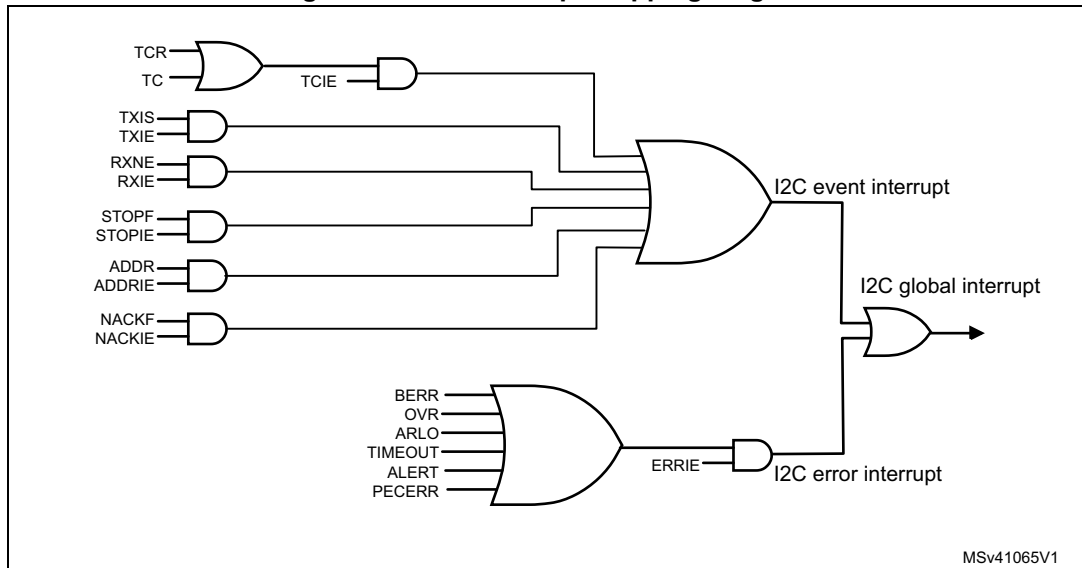 TCR
TC
TCIE
TXIS
TXIE
RXNE
RXIE
STOPF
STOPIE
ADDR
ADDRIE
NACKF
NACKIE
I2C event interrupt
I2C global interrupt
BERR
OVR
ARLO
TIMEOUT
ALERT
PECERR
ERRIE
I2C error interrupt
MSv41065V1